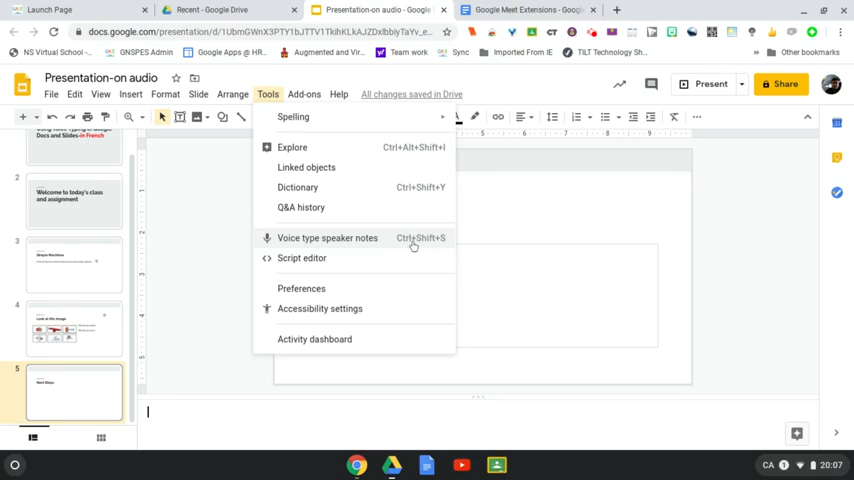 Launch Page
Recent - Google Drive
Presentation-on audio - Google S
Google Meet Extensions - Google
docs.google.com/presentation/d/1UbmGWnX3PTY1bJTTV1TkihKLkAJZDxlbbiyTaYv_e...
NS Virtual School -...
GNSPES Admin
Google Apps @ HR...
Augmented and Vir...
Team work
Sync
Imported From IE
TILT Technology Sh...
»
Other bookmarks
Presentation-on audio
File Edit View Insert Format Slide Arrange Tools Add-ons Help All changes saved in Drive
Present
Share
Spelling
Explore Ctrl+Alt+Shift+I
Linked objects
Dictionary Ctrl+Shift+Y
Q&A history
Voice type speaker notes Ctrl+Shift+S
Script editor
Preferences
Accessibility settings
Activity dashboard
Docs and Slides-in French
2
Welcome to today's class
and assignment
3
Simple Machines
4
Look at this image
5
Next Steps
CA 1 20:07